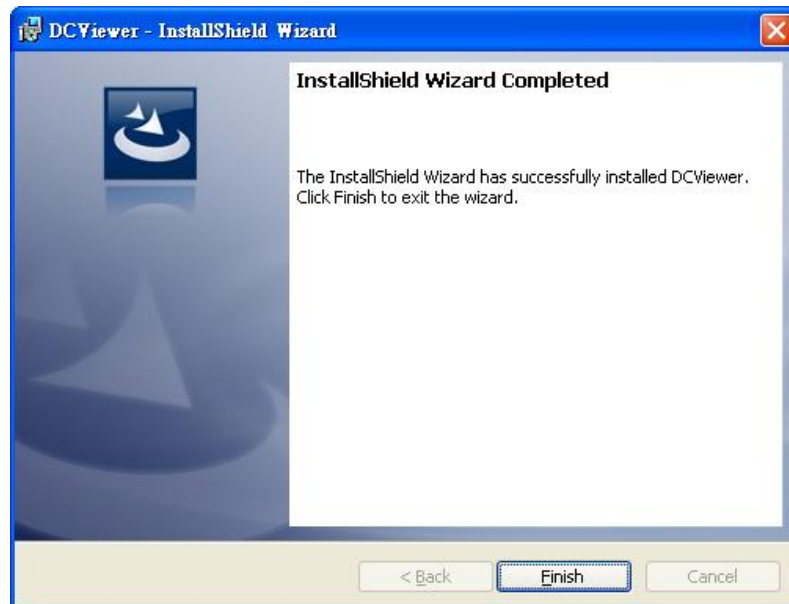 DCViewer - InstallShield Wizard
InstallShield Wizard Completed
The InstallShield Wizard has successfully installed DCViewer.
Click Finish to exit the wizard.
< Back
Finish
Cancel